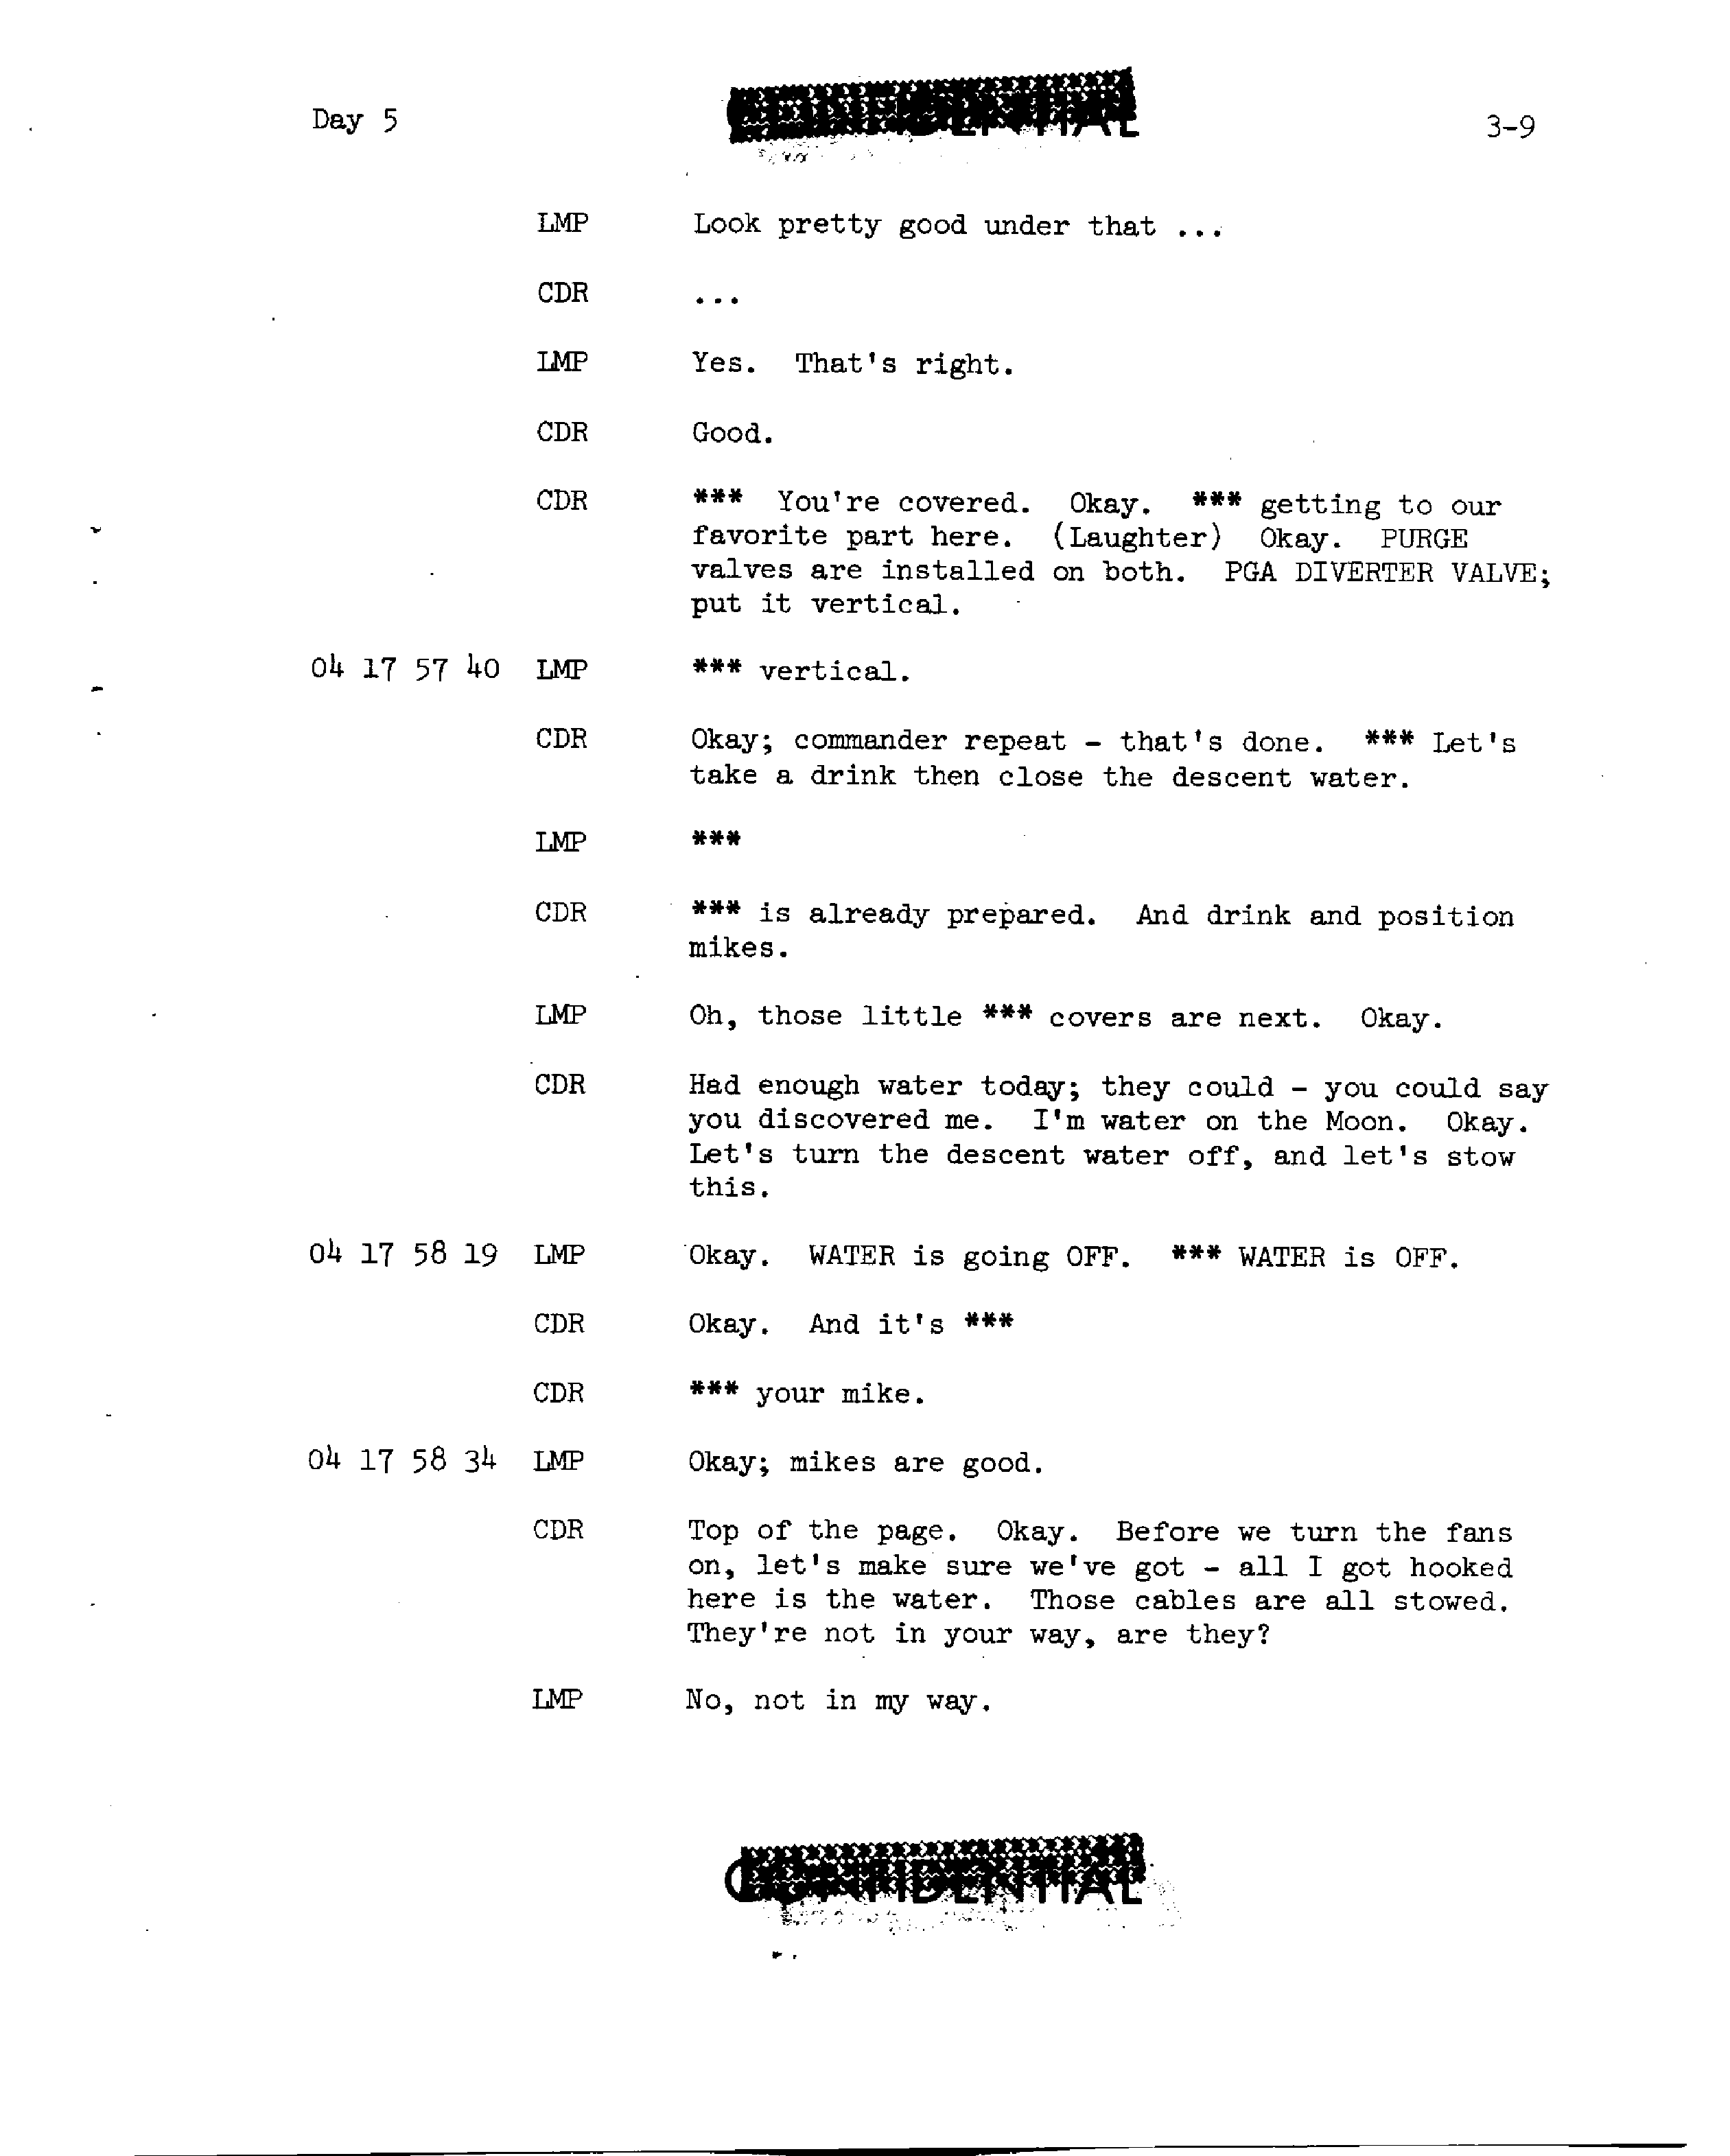 Day 5
CONFIDENTIAL
3-9
LMP Look pretty good under that ...
CDR ...
LMP Yes. That's right.
CDR Good.
CDR *** You're covered. Okay. *** getting to our
favorite part here. (Laughter) Okay. PURGE
valves are installed on both. PGA DIVERTER VALVE;
put it vertical.
04 17 57 40 LMP *** vertical.
CDR Okay; commander repeat - that's done. *** Let's
take a drink then close the descent water.
LMP ***
CDR *** is already prepared. And drink and position
mikes.
LMP Oh, those little *** covers are next. Okay.
CDR Had enough water today; they could - you could say
you discovered me. I'm water on the Moon. Okay.
Let's turn the descent water off, and let's stow
this.
04 17 58 19 LMP Okay. WATER is going OFF. *** WATER is OFF.
CDR Okay. And it's ***
CDR *** your mike.
04 17 58 34 LMP Okay; mikes are good.
CDR Top of the page. Okay. Before we turn the fans
on, let's make sure we've got - all I got hooked
here is the water. Those cables are all stowed.
They're not in your way, are they?
LMP No, not in my way.
CONFIDENTIAL